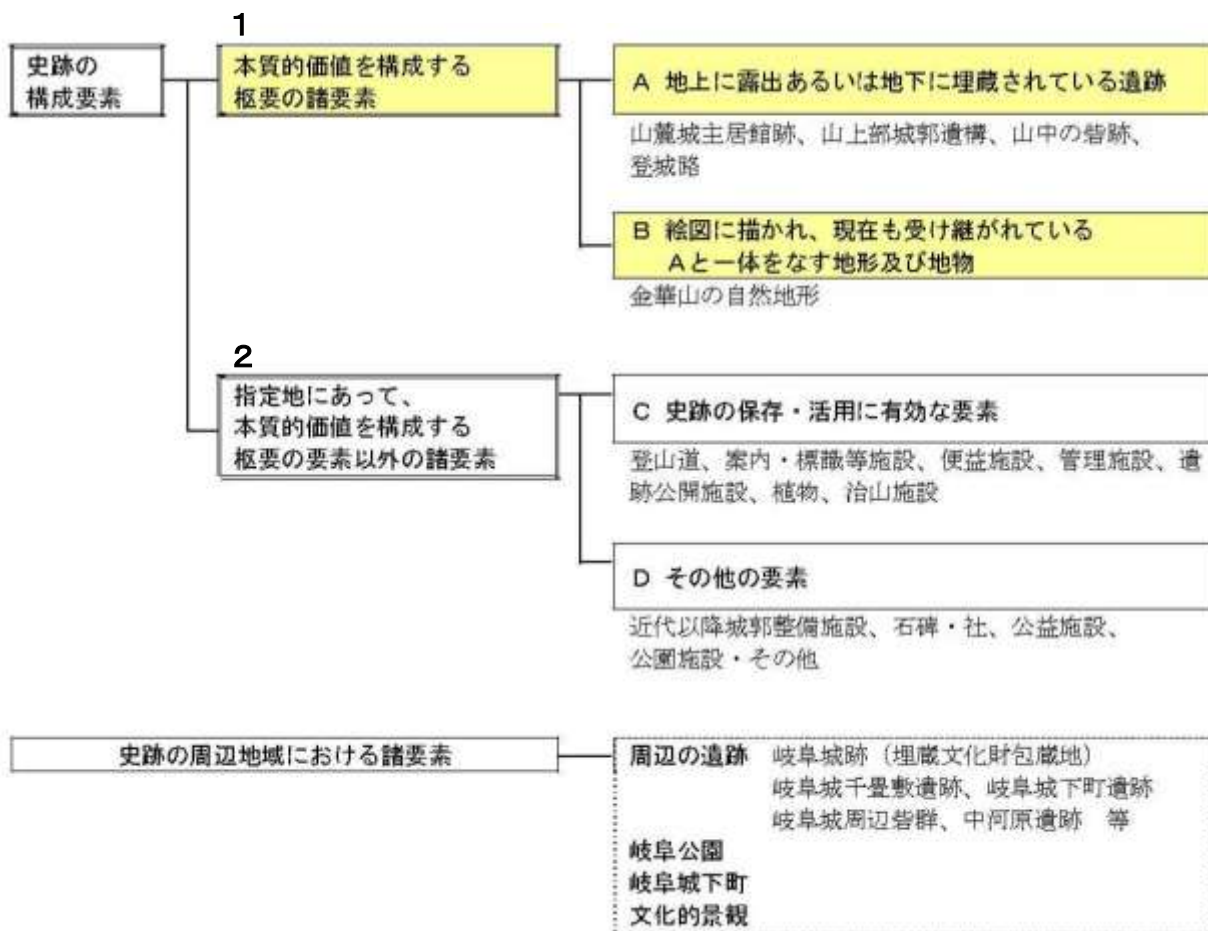 1
史跡の
構成要素
本質的価値を構成する
枢要の諸要素
A 地上に露出あるいは地下に埋蔵されている遺跡
山麓城主居館跡、山上部城郭遺構、山中の砦跡、
登城路
B 絵図に描かれ、現在も受け継がれている
Aと一体をなす地形及び地物
金華山の自然地形
2
指定地にあって、
本質的価値を構成する
枢要の要素以外の諸要素
C 史跡の保存・活用に有効な要素
登山道、案内・標識等施設、便益施設、管理施設、遺
跡公開施設、植物、治山施設
D その他の要素
近代以降城郭整備施設、石碑・社、公益施設、
公園施設・その他
史跡の周辺地域における諸要素
周辺の遺跡 岐阜城跡（埋蔵文化財包蔵地）
岐阜城千畳敷遺跡、岐阜城下町遺跡
岐阜城周辺砦群、中河原遺跡 等
岐阜公園
岐阜城下町
文化的景観